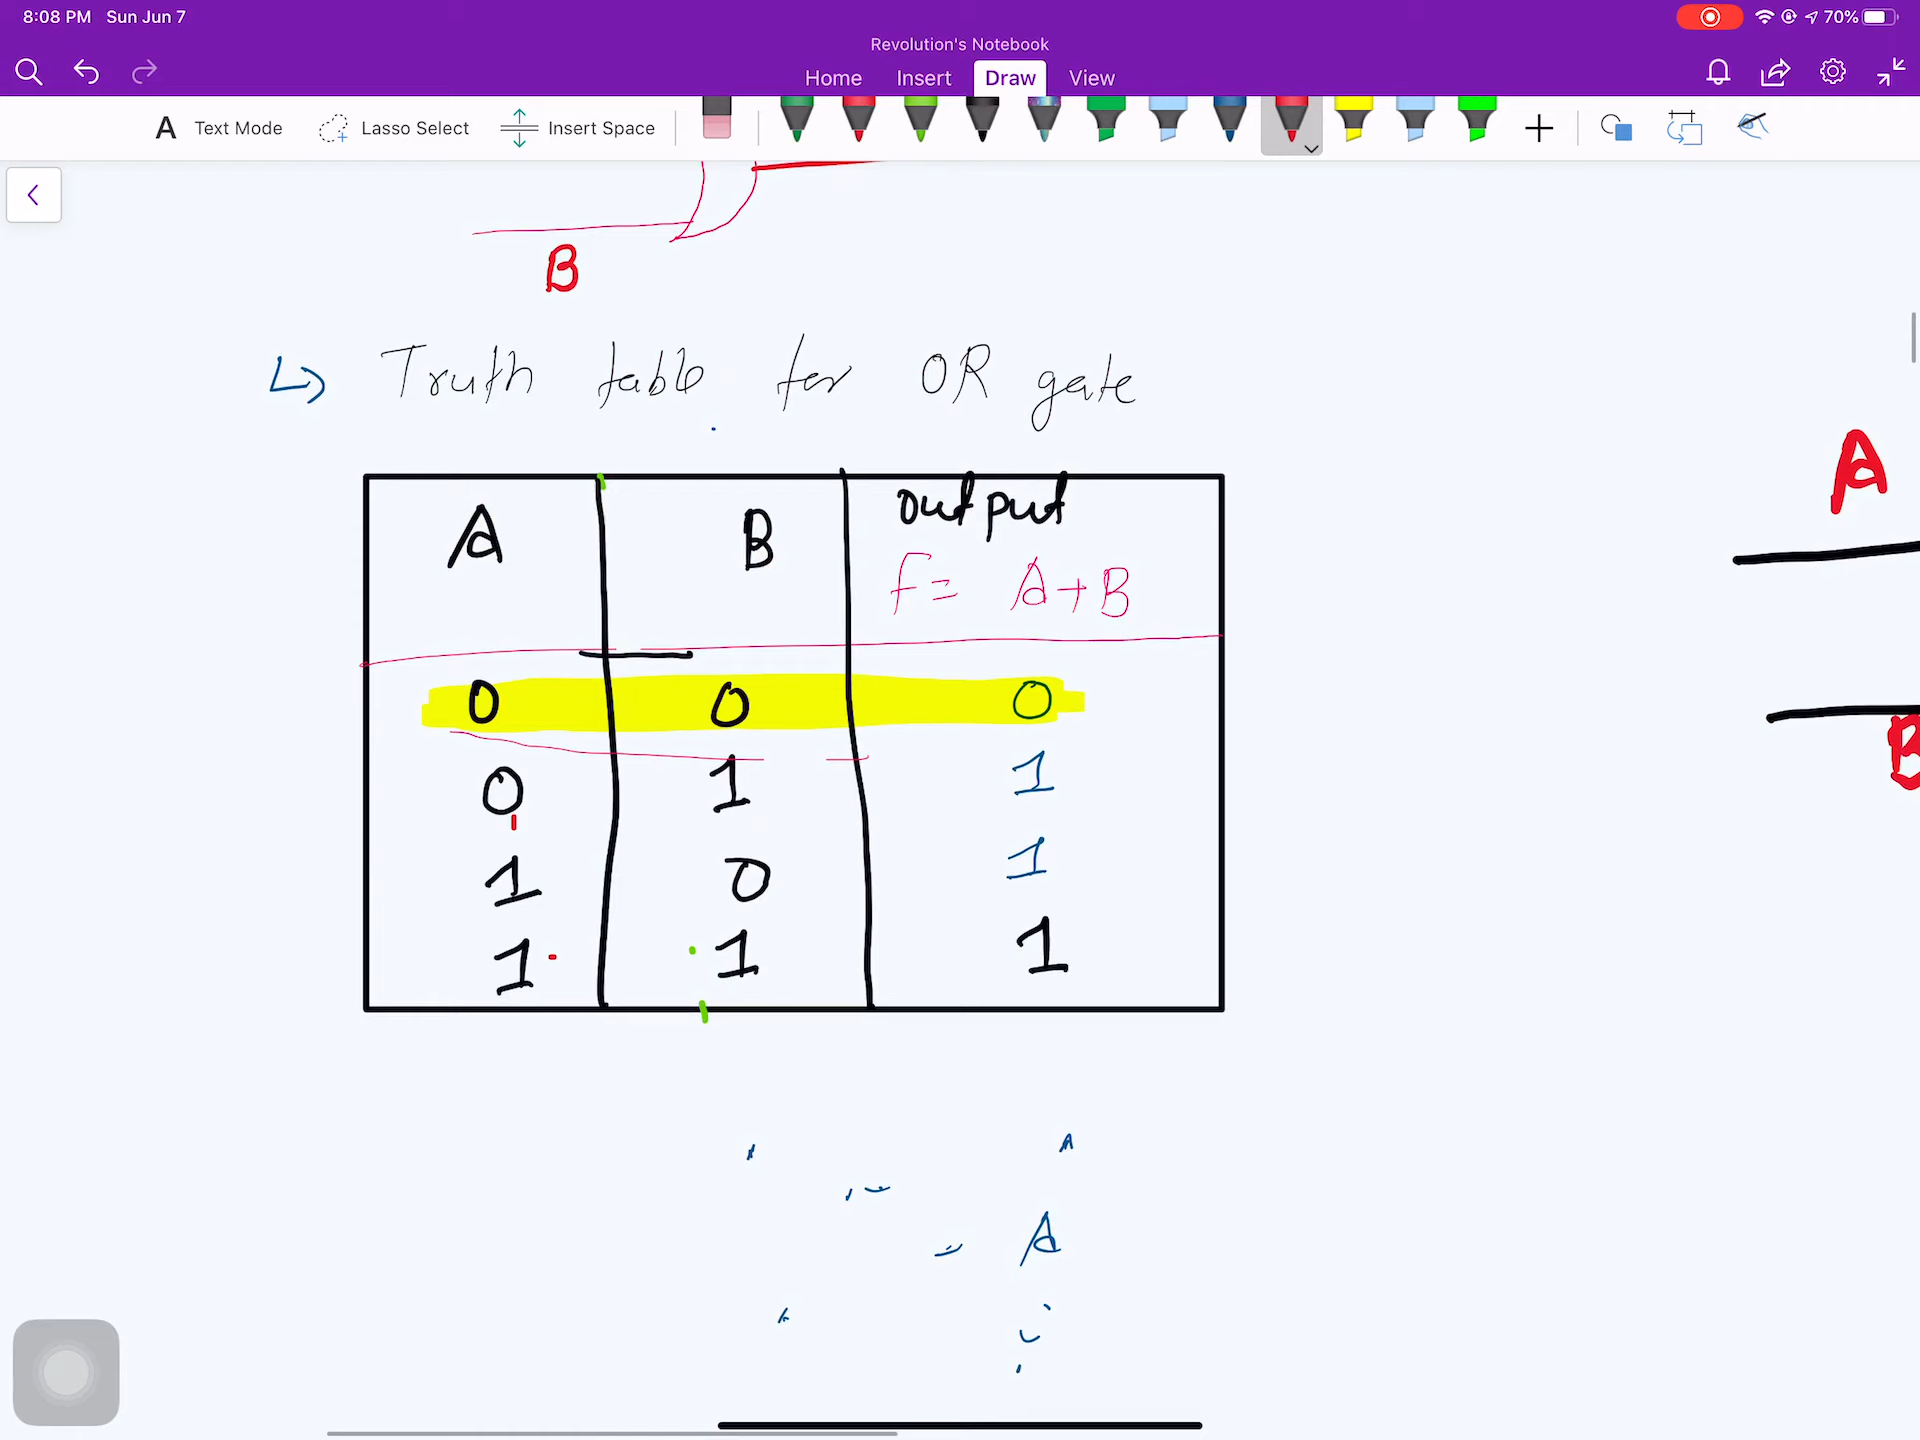 8:08 PM Sun Jun 7
70%
Revolution's Notebook
Home Insert Draw View
A Text Mode Lasso Select Insert Space
B
Truth table for OR gate
A B output
f = A+B
0 0 0
0 1 1
1 0 1
1 1 1
A
B
A